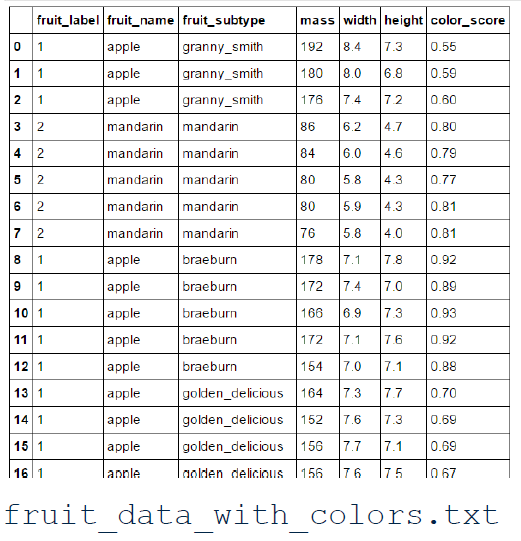 fruit_label fruit_name fruit_subtype mass width height color_score
0 1 apple granny_smith 192 8.4 7.3 0.55
1 1 apple granny_smith 180 8.0 6.8 0.59
2 1 apple granny_smith 176 7.4 7.2 0.60
3 2 mandarin mandarin 86 6.2 4.7 0.80
4 2 mandarin mandarin 84 6.0 4.6 0.79
5 2 mandarin mandarin 80 5.8 4.3 0.77
6 2 mandarin mandarin 80 5.9 4.3 0.81
7 2 mandarin mandarin 76 5.8 4.0 0.81
8 1 apple braeburn 178 7.1 7.8 0.92
9 1 apple braeburn 172 7.4 7.0 0.89
10 1 apple braeburn 166 6.9 7.3 0.93
11 1 apple braeburn 172 7.1 7.6 0.92
12 1 apple braeburn 154 7.0 7.1 0.88
13 1 apple golden_delicious 164 7.3 7.7 0.70
14 1 apple golden_delicious 152 7.6 7.3 0.69
15 1 apple golden_delicious 156 7.7 7.1 0.69
16 1 apple golden_delicious 156 7.6 7.5 0.67
fruit_data_with_colors.txt